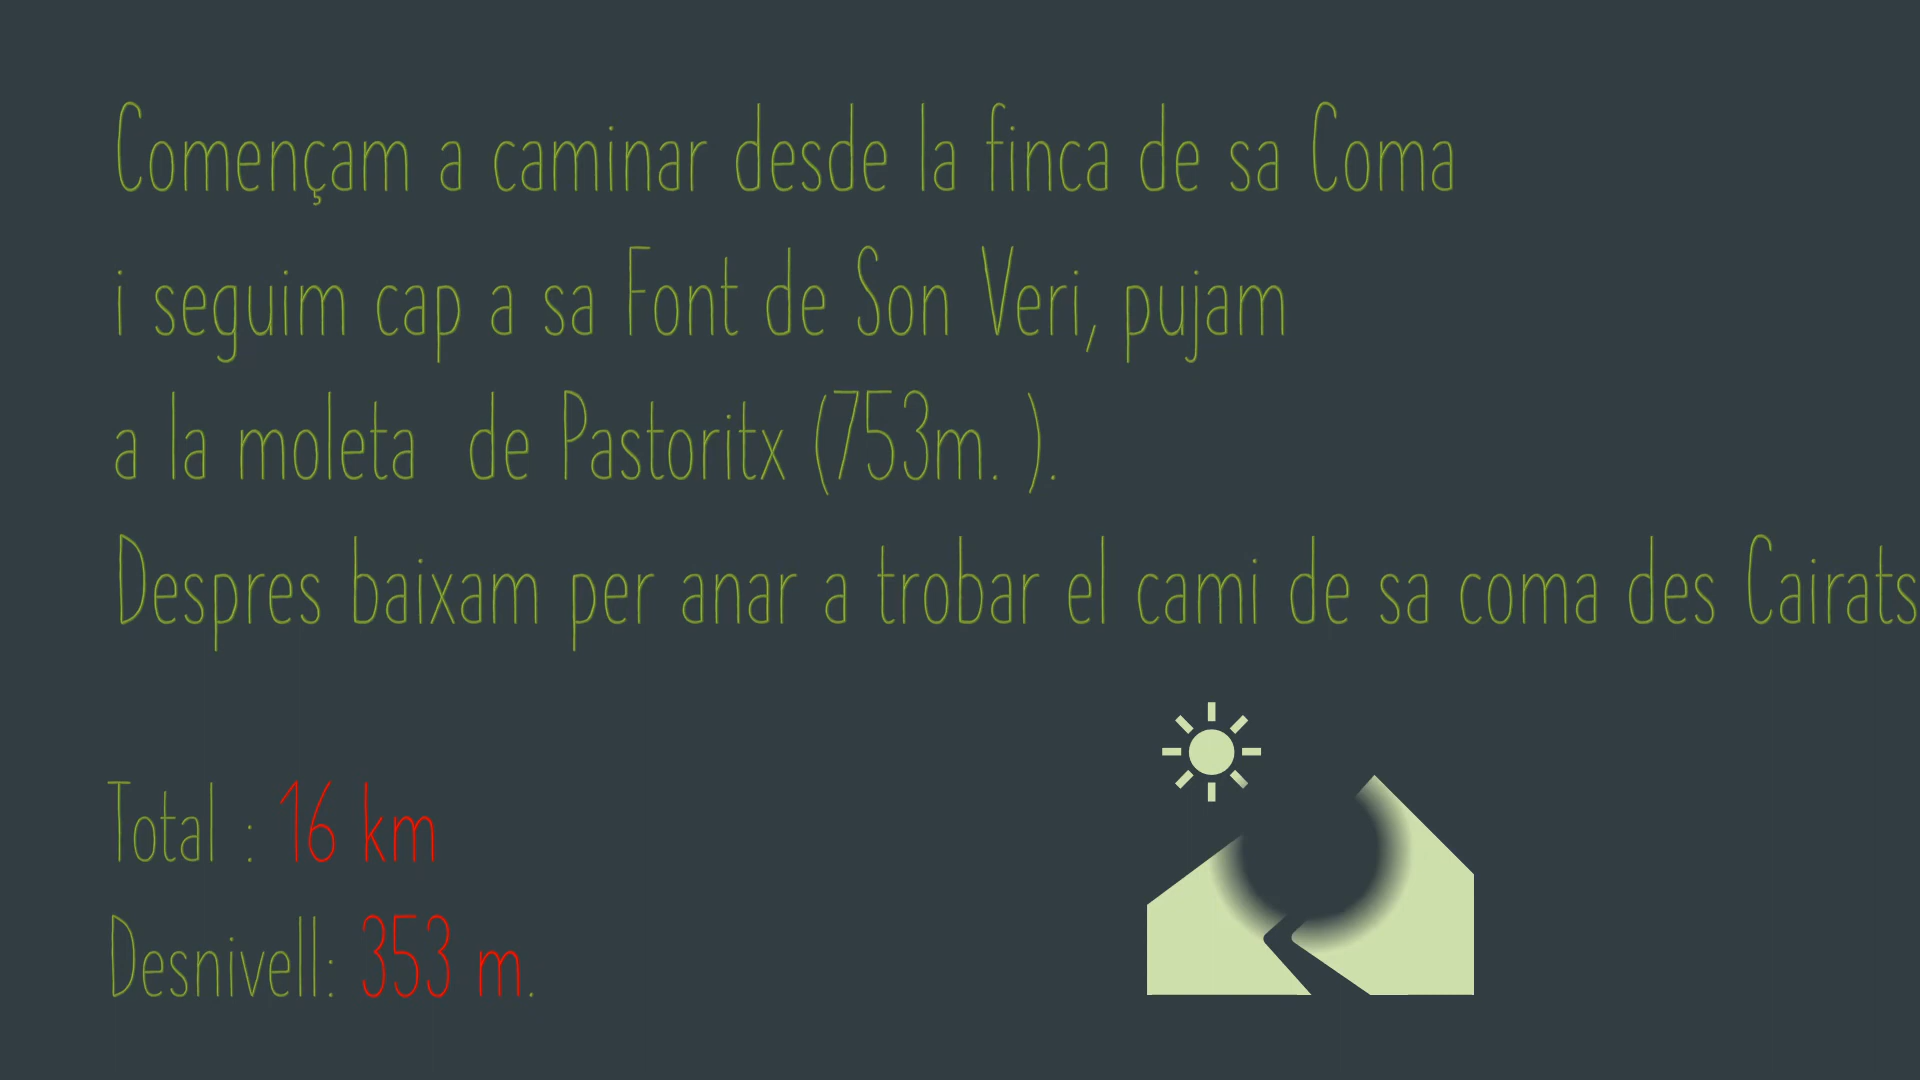 Començam a caminar desde la finca de sa Coma
i seguim cap a sa Font de Son Veri, pujam
a la moleta  de Pastoritx (753m. ).
Despres baixam per anar a trobar el cami de sa coma des Cairats
Total : 16 km
Desnivell: 353 m.